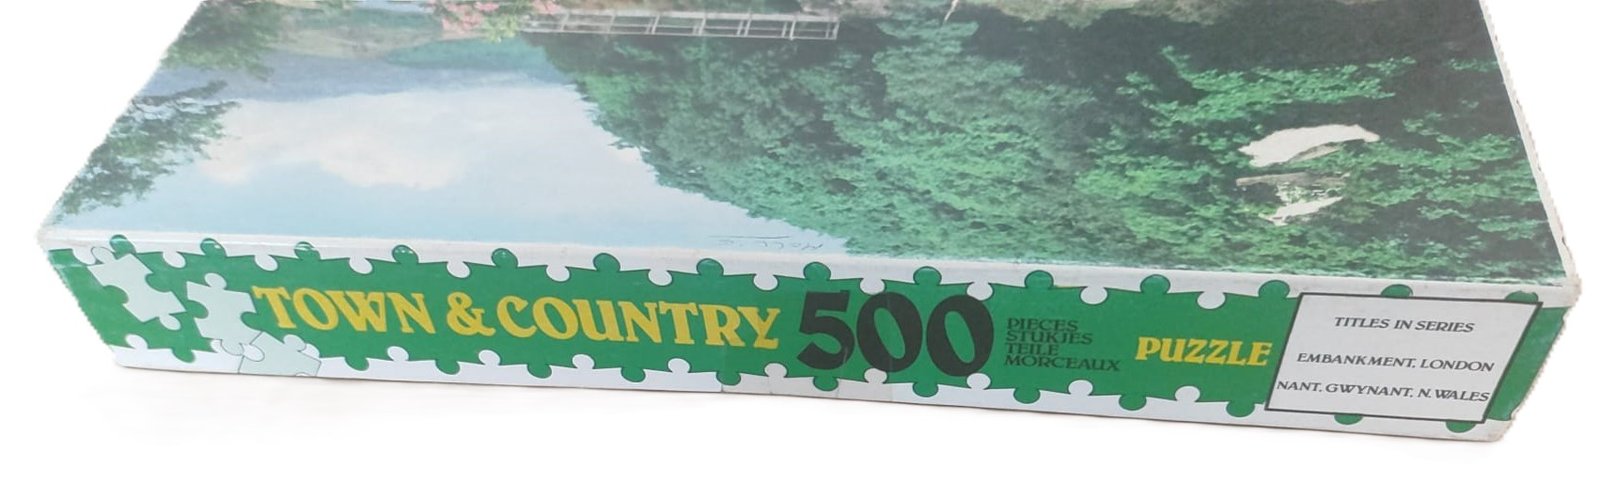 TOWN & COUNTRY 500
PIECES
STUKJES
TEILE
MORCEAUX
PUZZLE
TITLES IN SERIES
EMBANKMENT. LONDON
NANT. GWYNANT. N. WALES